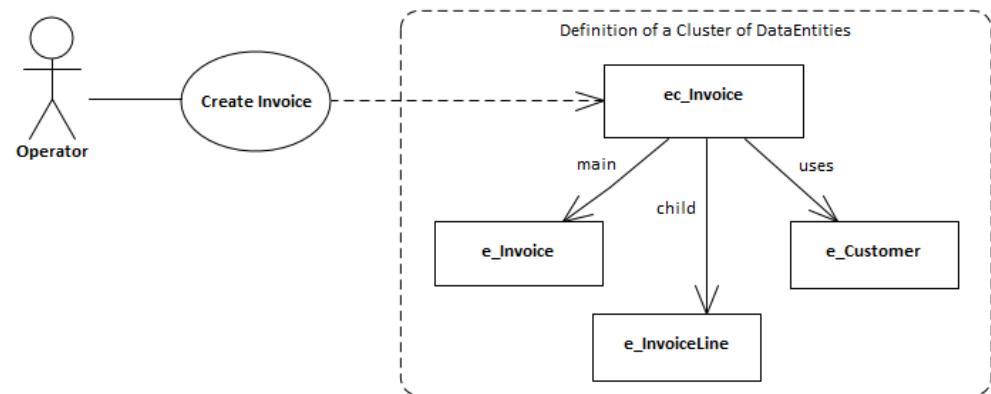 Definition of a Cluster of DataEntities
ec_Invoice
Create Invoice
Operator
main
uses
child
e_Invoice
e_Customer
e_InvoiceLine